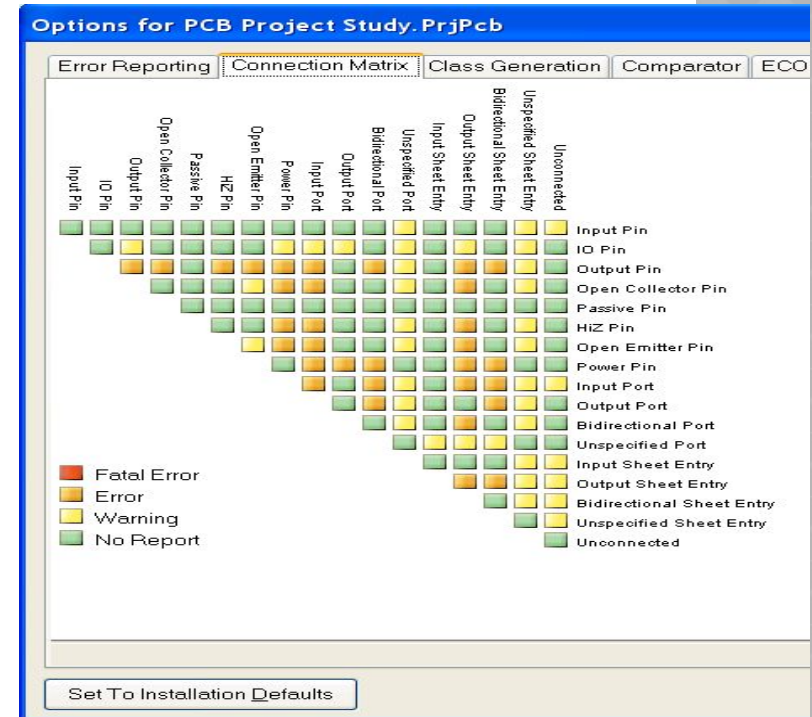 Options for PCB Project Study.PrjPcb
Error Reporting
Connection Matrix
Class Generation
Comparator
ECO
Input Pin
IO Pin
Output Pin
Open Collector Pin
Passive Pin
HiZ Pin
Open Emitter Pin
Power Pin
Input Port
Output Port
Bidirectional Port
Unspecified Port
Input Sheet Entry
Output Sheet Entry
Bidirectional Sheet Entry
Unspecified Sheet Entry
Unconnected
Input Pin
IO Pin
Output Pin
Open Collector Pin
Passive Pin
HiZ Pin
Open Emitter Pin
Power Pin
Input Port
Output Port
Bidirectional Port
Unspecified Port
Input Sheet Entry
Output Sheet Entry
Bidirectional Sheet Entry
Unspecified Sheet Entry
Unconnected
Fatal Error
Error
Warning
No Report
Set To Installation Defaults